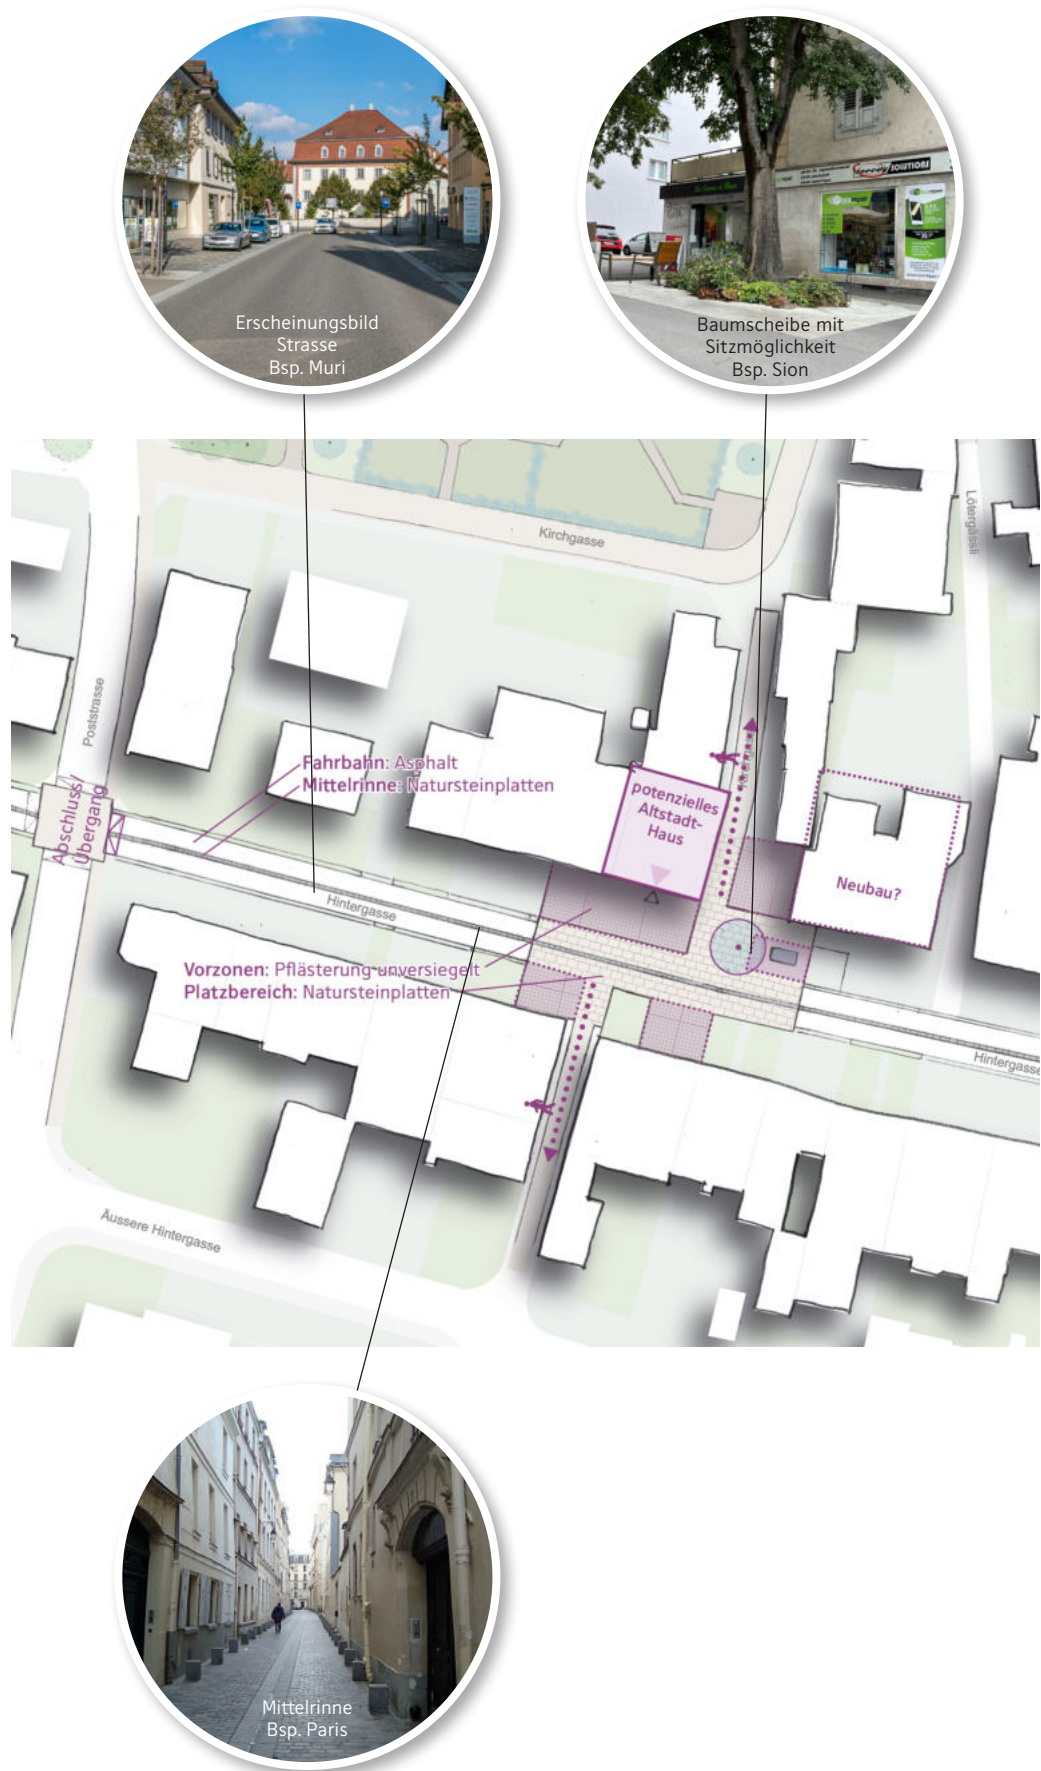 SOLUTIONS
Erscheinungsbild
Strasse
Bsp. Muri
Baumscheibe mit
Sitzmöglichkeit
Bsp. Sion
Kirchgasse
Lötergässli
Poststrasse
Abschluss/
Übergang
Fahrbahn: Asphalt
Mittelrinne: Natursteinplatten
potenzielles
Altstadt-
Haus
Neubau?
Hintergasse
Vorzonen: Pflästerung unversiegelt
Platzbereich: Natursteinplatten
Hintergasse
Äussere Hintergasse
Mittelrinne
Bsp. Paris